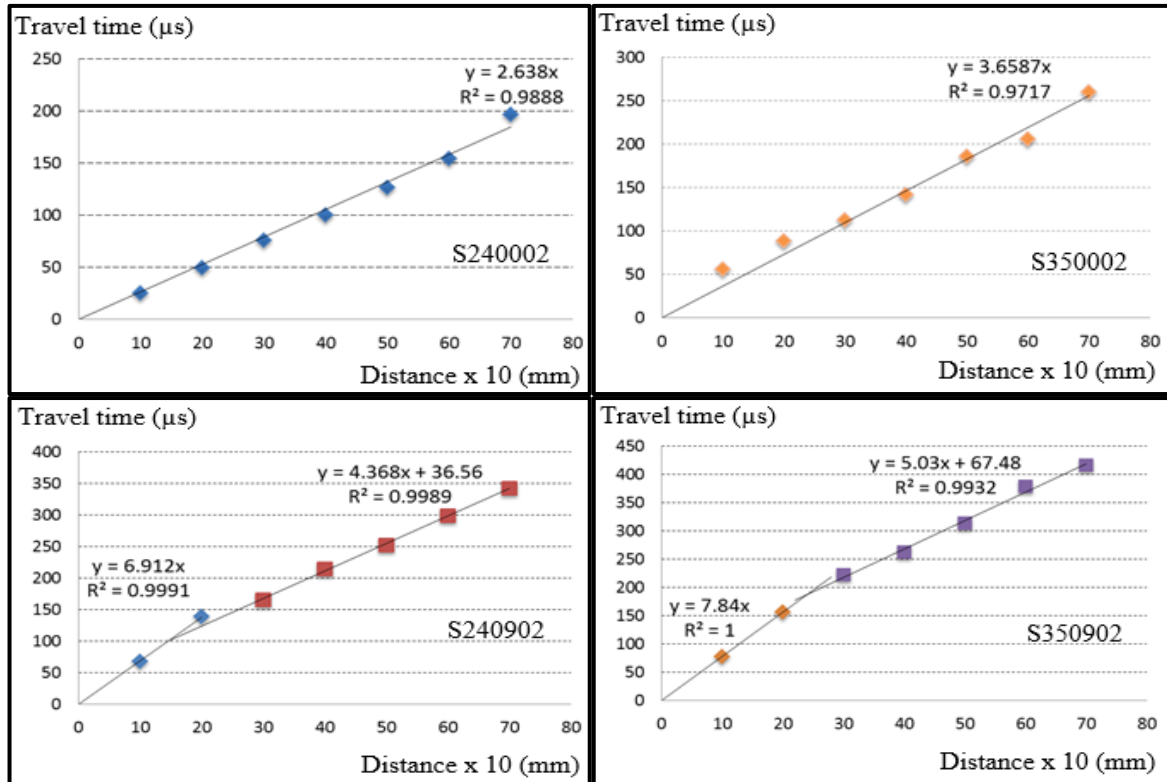 Travel time (µs)
250
200
150
100
50
0
y = 2.638x
R² = 0.9888
S240002
0 10 20 30 40 50 60 70 80
Distance x 10 (mm)
Travel time (µs)
300
250
200
150
100
50
0
y = 3.6587x
R² = 0.9717
S350002
0 10 20 30 40 50 60 70 80
Distance x 10 (mm)
Travel time (µs)
400
350
300
250
200
150
100
50
0
y = 4.368x + 36.56
R² = 0.9989
y = 6.912x
R² = 0.9991
S240902
0 10 20 30 40 50 60 70 80
Distance x 10 (mm)
Travel time (µs)
450
400
350
300
250
200
150
100
50
0
y = 5.03x + 67.48
R² = 0.9932
y = 7.84x
R² = 1
S350902
0 10 20 30 40 50 60 70 80
Distance x 10 (mm)